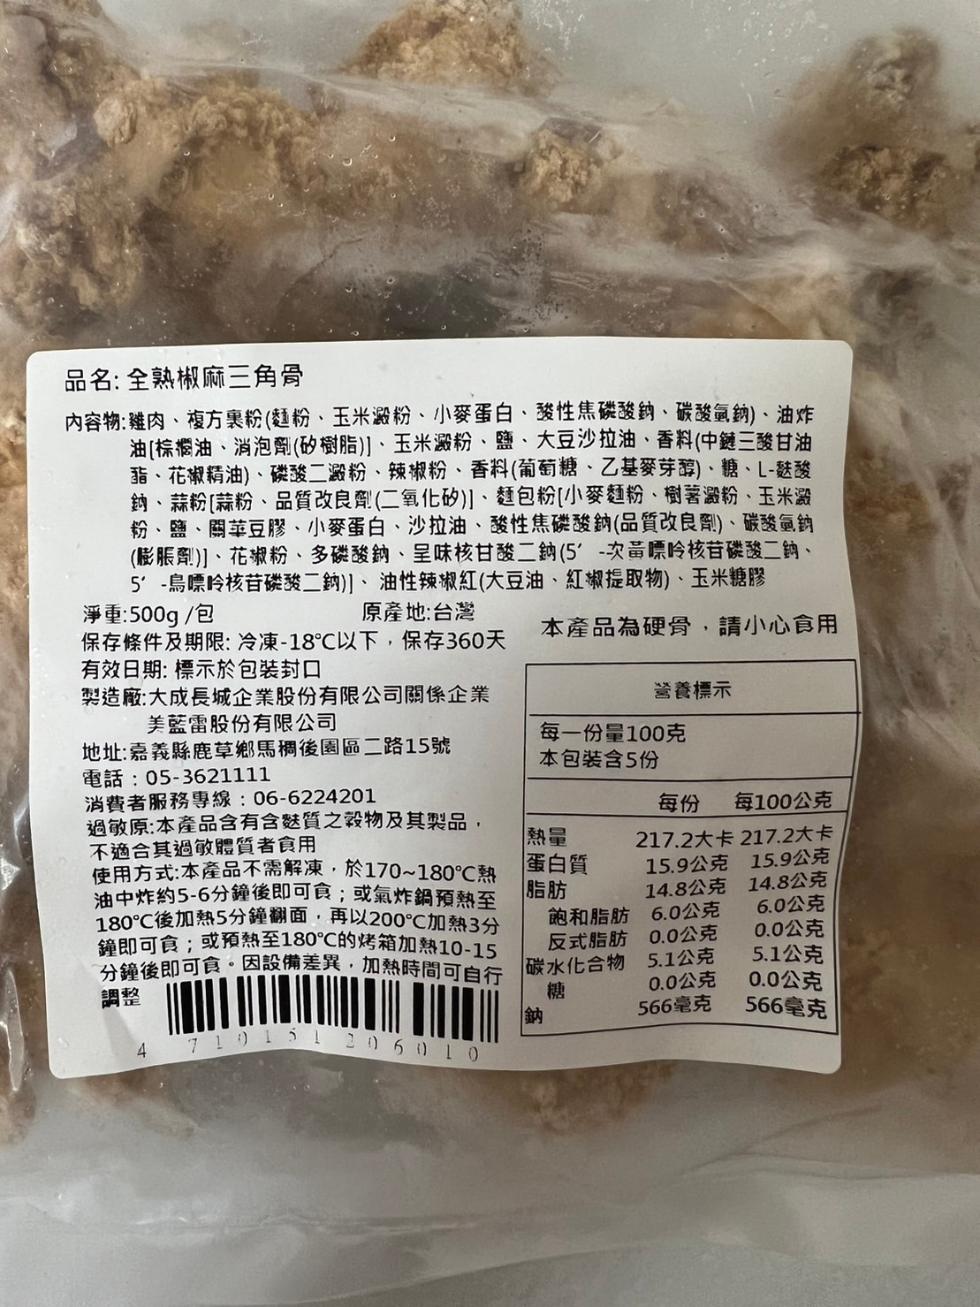 品名: 全熟椒麻三角骨
內容物:雞肉、複方裹粉(麵粉、玉米澱粉、小麥蛋白、酸性焦磷酸鈉、碳酸氫鈉)、油炸
油[棕櫚油、消泡劑(矽樹脂)]、玉米澱粉、鹽、大豆沙拉油、香料(中鏈三酸甘油
酯、花椒精油)、磷酸二澱粉、辣椒粉、香料(葡萄糖、乙基麥芽醇)、糖、L-麩酸
鈉、蒜粉[蒜粉、品質改良劑(二氧化矽)]、麵包粉[小麥麵粉、樹薯澱粉、玉米澱
粉、鹽、關華豆膠、小麥蛋白、沙拉油、酸性焦磷酸鈉(品質改良劑)、碳酸氫鈉
(膨脹劑)]、花椒粉、多磷酸鈉、呈味核甘酸二鈉(5' -次黃嘌呤核苷磷酸二鈉、
5' -鳥嘌呤核苷磷酸二鈉)]、油性辣椒紅(大豆油、紅椒提取物)、玉米糖膠
淨重:500g /包 原產地:台灣
保存條件及期限: 冷凍-18℃以下，保存360天
有效日期: 標示於包裝封口
製造廠:大成長城企業股份有限公司關係企業
美藍雷股份有限公司
地址:嘉義縣鹿草鄉馬稠後園區二路15號
電話：05-3621111
消費者服務專線：06-6224201
過敏原:本產品含有含麩質之穀物及其製品，
不適合其過敏體質者食用
使用方式:本產品不需解凍，於170~180℃熱
油中炸約5-6分鐘後即可食；或氣炸鍋預熱至
180℃後加熱5分鐘翻面，再以200℃加熱3分
鐘即可食；或預熱至180℃的烤箱加熱10-15
分鐘後即可食。因設備差異，加熱時間可自行
調整
4 710151 206010
本產品為硬骨，請小心食用
營養標示
每一份量100克
本包裝含5份
每份 每100公克
熱量 217.2大卡 217.2大卡
蛋白質 15.9公克 15.9公克
脂肪 14.8公克 14.8公克
飽和脂肪 6.0公克 6.0公克
反式脂肪 0.0公克 0.0公克
碳水化合物 5.1公克 5.1公克
糖 0.0公克 0.0公克
鈉 566毫克 566毫克